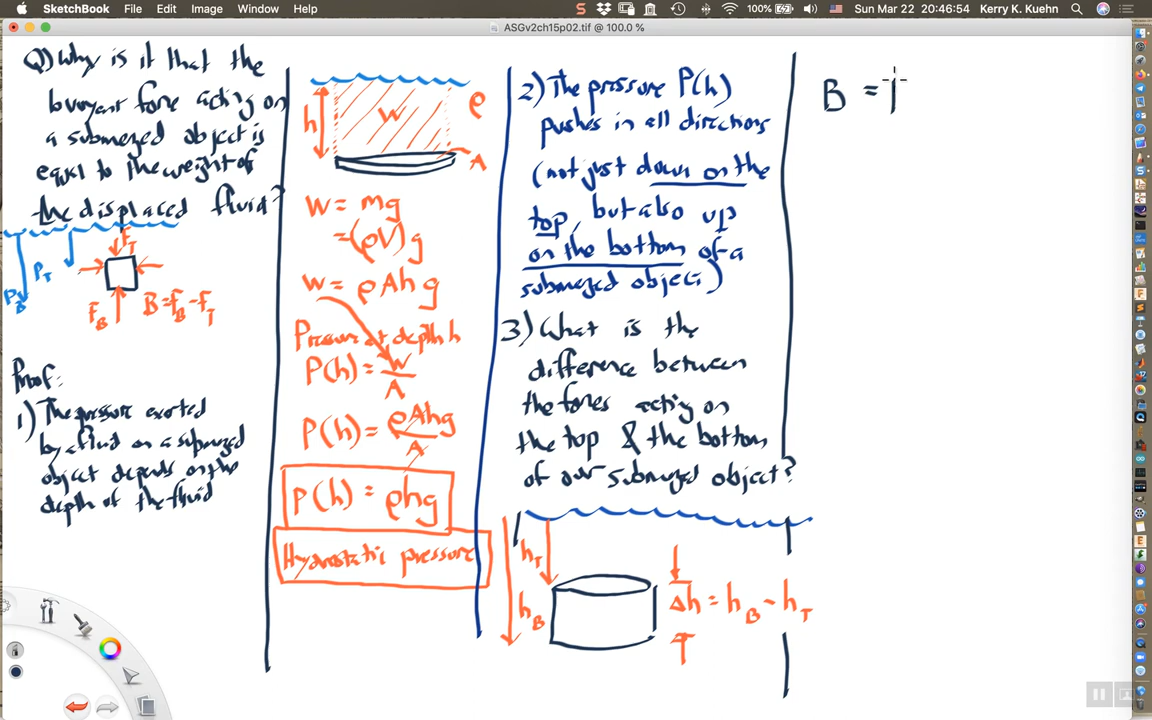 SketchBook File Edit Image Window Help 100% Sun Mar 22 20:46:54 Kerry K. Kuehn
ASGv2ch15p02.tif @ 100.0 %
Q) Why is it that the
buoyant force acting on
a submerged object is
equal to the weight of
the displaced fluid?
F_T
P_T
P_B
F_B
B = F_B - F_T
Proof:
1) The pressure exerted
by a fluid on a submerged
object depends on the
depth of the fluid
h
W
ρ
A
W = mg
= (ρV)g
W = ρAhg
Pressure at depth h
P(h) = W/A
P(h) = ρAhg/A
P(h) = ρhg
Hydrostatic pressure
2) The pressure P(h)
pushes in all directions
(not just down on the
top, but also up
on the bottom of a
submerged object)
3) What is the
difference between
the forces acting on
the top & the bottom
of our submerged object?
h_T
h_B
Δh = h_B - h_T
B =